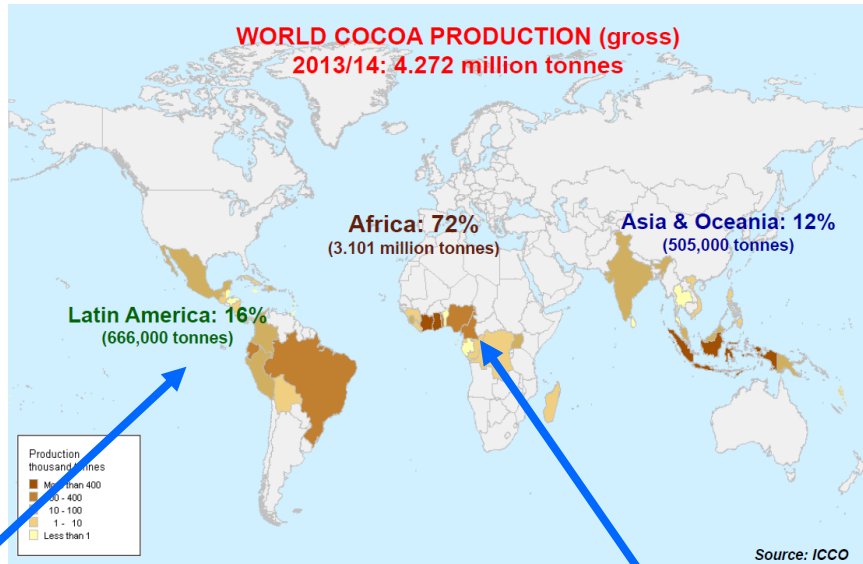 WORLD COCOA PRODUCTION (gross)
2013/14: 4.272 million tonnes
Africa: 72%
(3.101 million tonnes)
Asia & Oceania: 12%
(505,000 tonnes)
Latin America: 16%
(666,000 tonnes)
Production
thousand tonnes
than 400
- 400
10 - 100
1 - 10
Less than 1
Source: ICCO